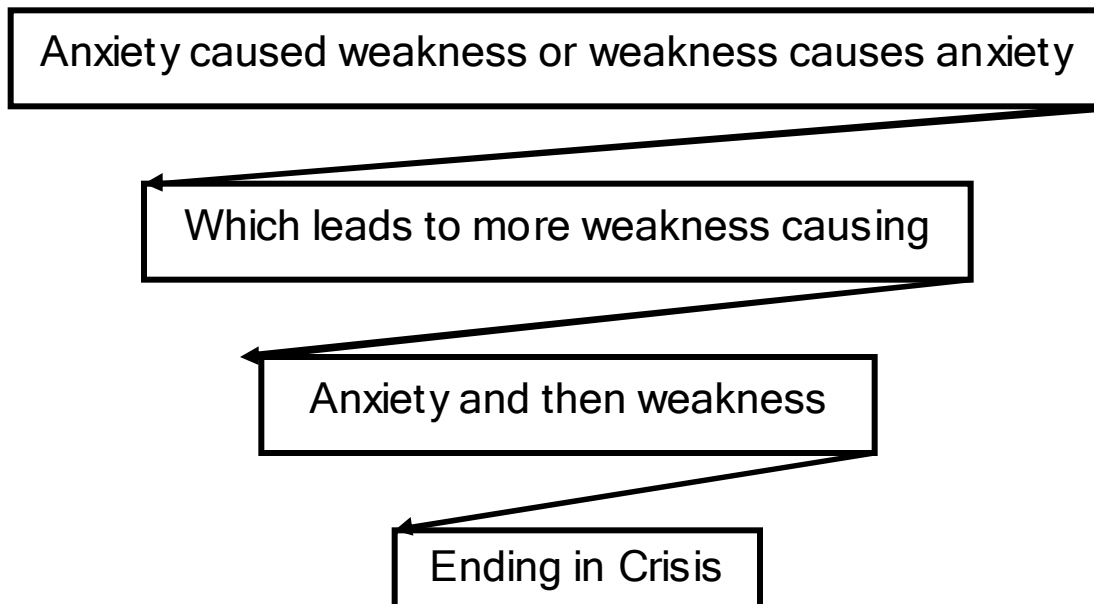 Anxiety caused weakness or weakness causes anxiety
Which leads to more weakness causing
Anxiety and then weakness
Ending in Crisis